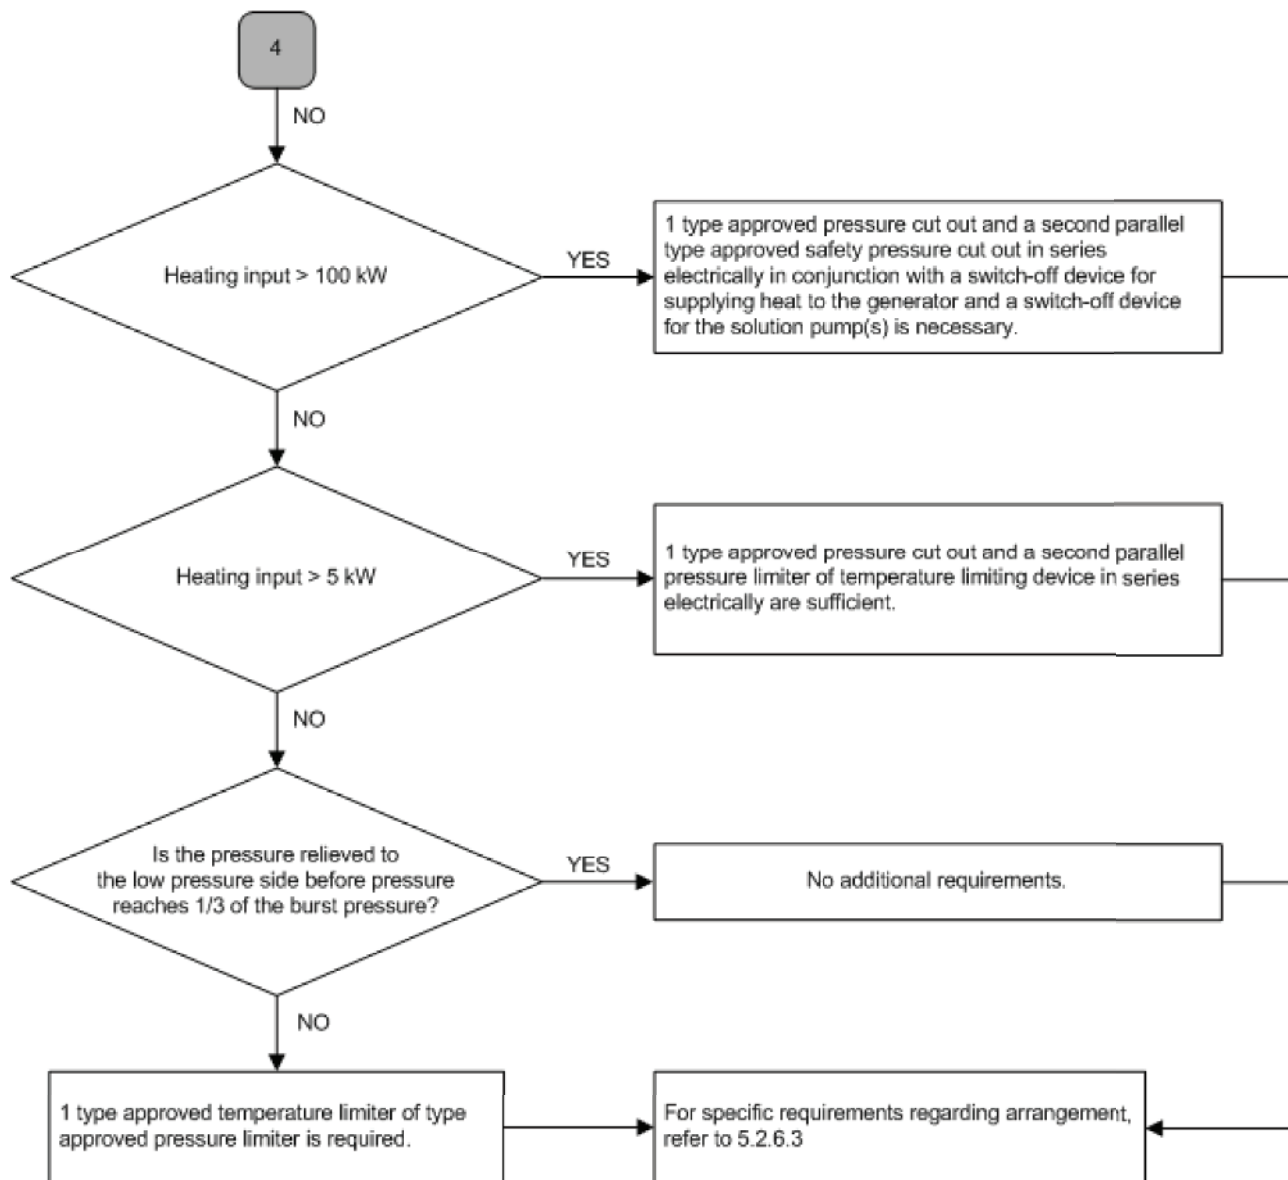 4
NO
Heating input > 100 kW
YES
1 type approved pressure cut out and a second parallel
type approved safety pressure cut out in series
electrically in conjunction with a switch-off device for
supplying heat to the generator and a switch-off device
for the solution pump(s) is necessary.
NO
Heating input > 5 kW
YES
1 type approved pressure cut out and a second parallel
pressure limiter of temperature limiting device in series
electrically are sufficient.
NO
Is the pressure relieved to
the low pressure side before pressure
reaches 1/3 of the burst pressure?
YES
No additional requirements.
NO
1 type approved temperature limiter of type
approved pressure limiter is required.
For specific requirements regarding arrangement,
refer to 5.2.6.3